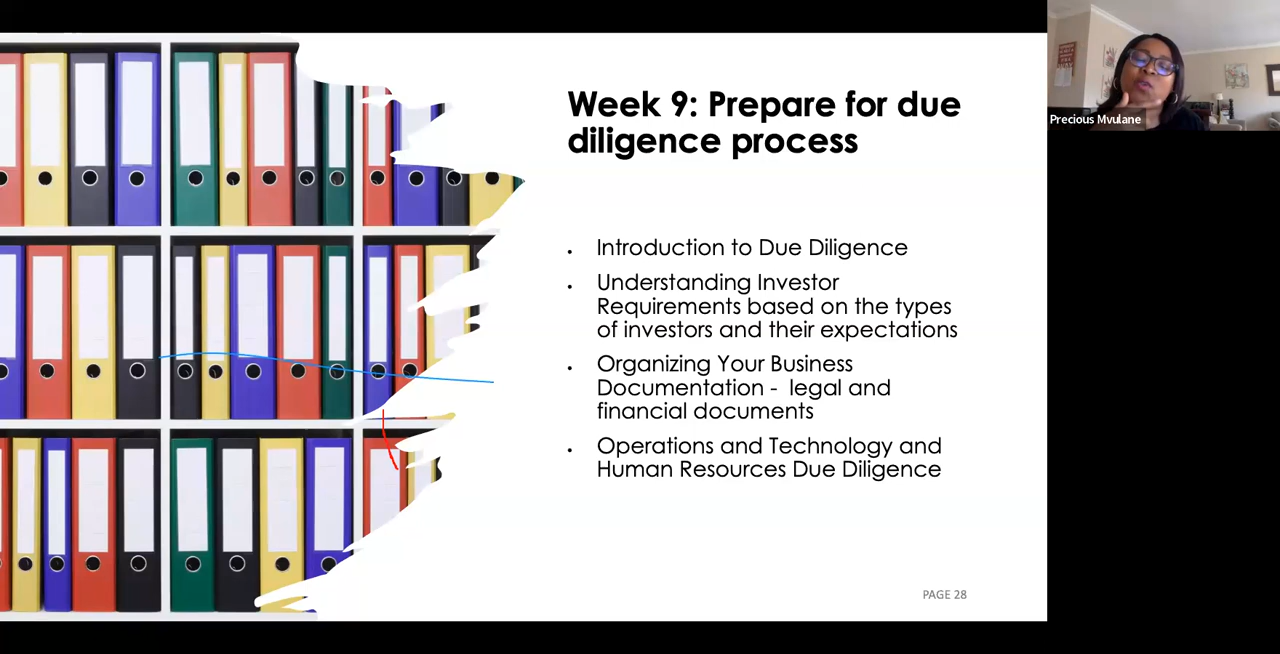 Week 9: Prepare for due
diligence process
• Introduction to Due Diligence
• Understanding Investor
Requirements based on the types
of investors and their expectations
• Organizing Your Business
Documentation - legal and
financial documents
• Operations and Technology and
Human Resources Due Diligence
PAGE 28
Precious Mvulane